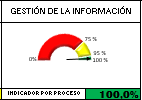 GESTIÓN DE LA INFORMACIÓN
75 %
95 %
0%
100 %
INDICADOR POR PROCESO 100,0%